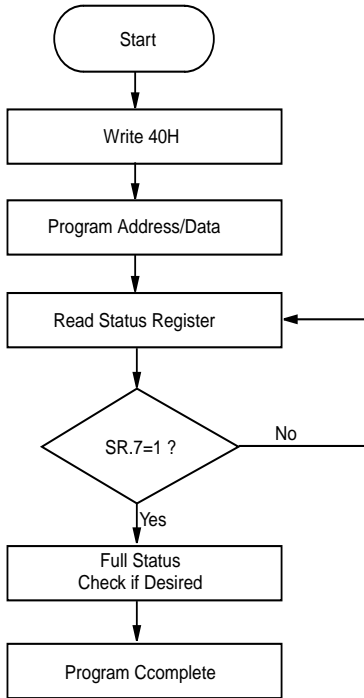 Start
Write 40H
Program Address/Data
Read Status Register
SR.7=1 ?
No
Yes
Full Status
Check if Desired
Program Ccomplete